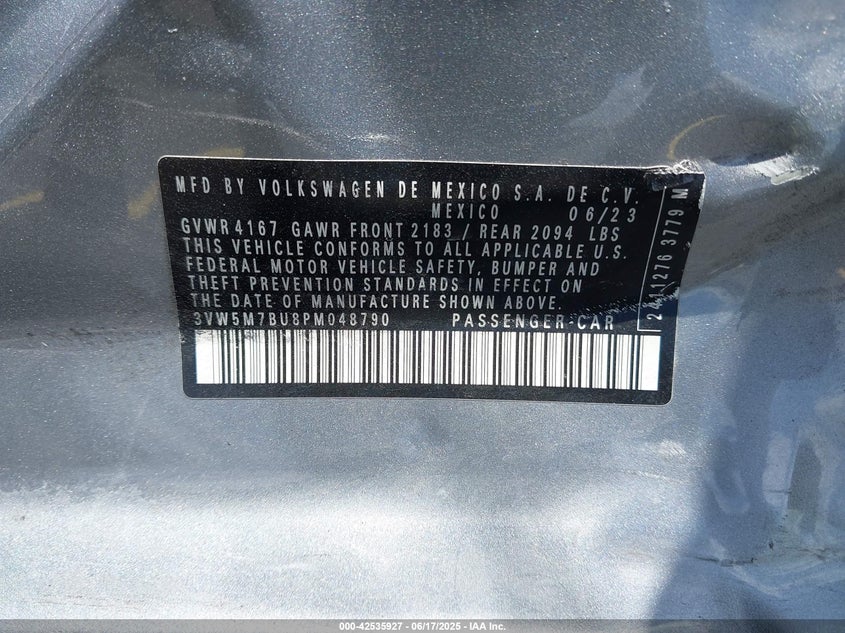 MFD BY VOLKSWAGEN DE MEXICO S.A. DE C.V.
MEXICO 06/23
GVWR 4167 GAWR FRONT 2183 / REAR 2094 LBS
THIS VEHICLE CONFORMS TO ALL APPLICABLE U.S.
FEDERAL MOTOR VEHICLE SAFETY, BUMPER AND
THEFT PREVENTION STANDARDS IN EFFECT ON
THE DATE OF MANUFACTURE SHOWN ABOVE.
3VW5M7BU8PM048790 PASSENGER-CAR
3779 M
000-42535927 - 06/17/2025 - IAA Inc.